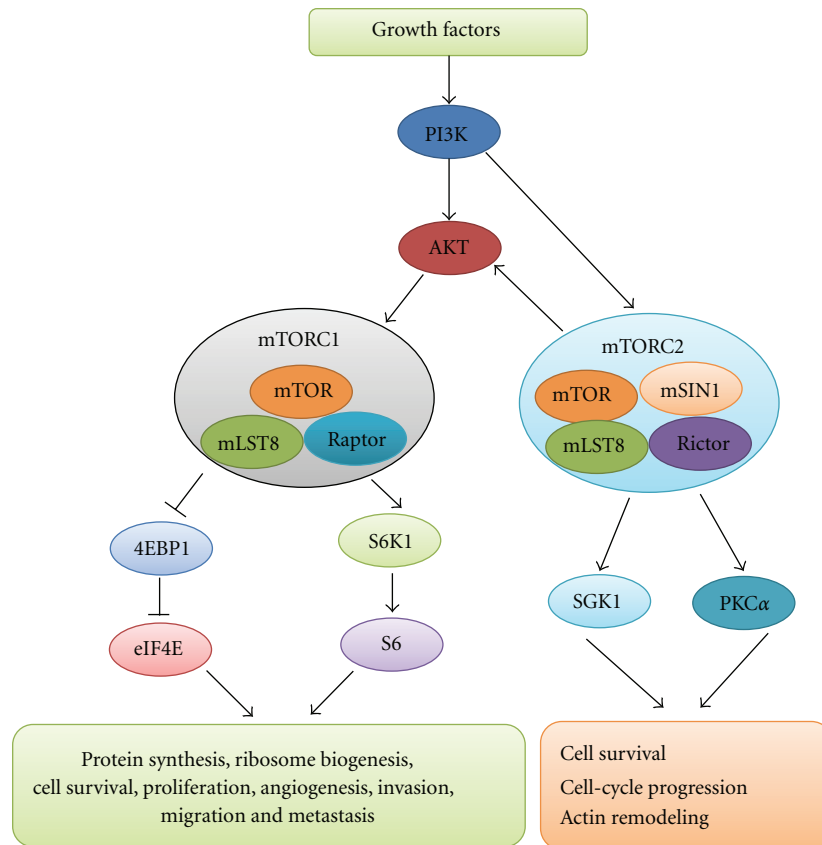 Growth factors
PI3K
AKT
mTORC1
mTOR
mLST8
Raptor
mTORC2
mTOR
mSIN1
mLST8
Rictor
4EBP1
S6K1
SGK1
PKCα
eIF4E
S6
Protein synthesis, ribosome biogenesis,
cell survival, proliferation, angiogenesis, invasion,
migration and metastasis
Cell survival
Cell-cycle progression
Actin remodeling